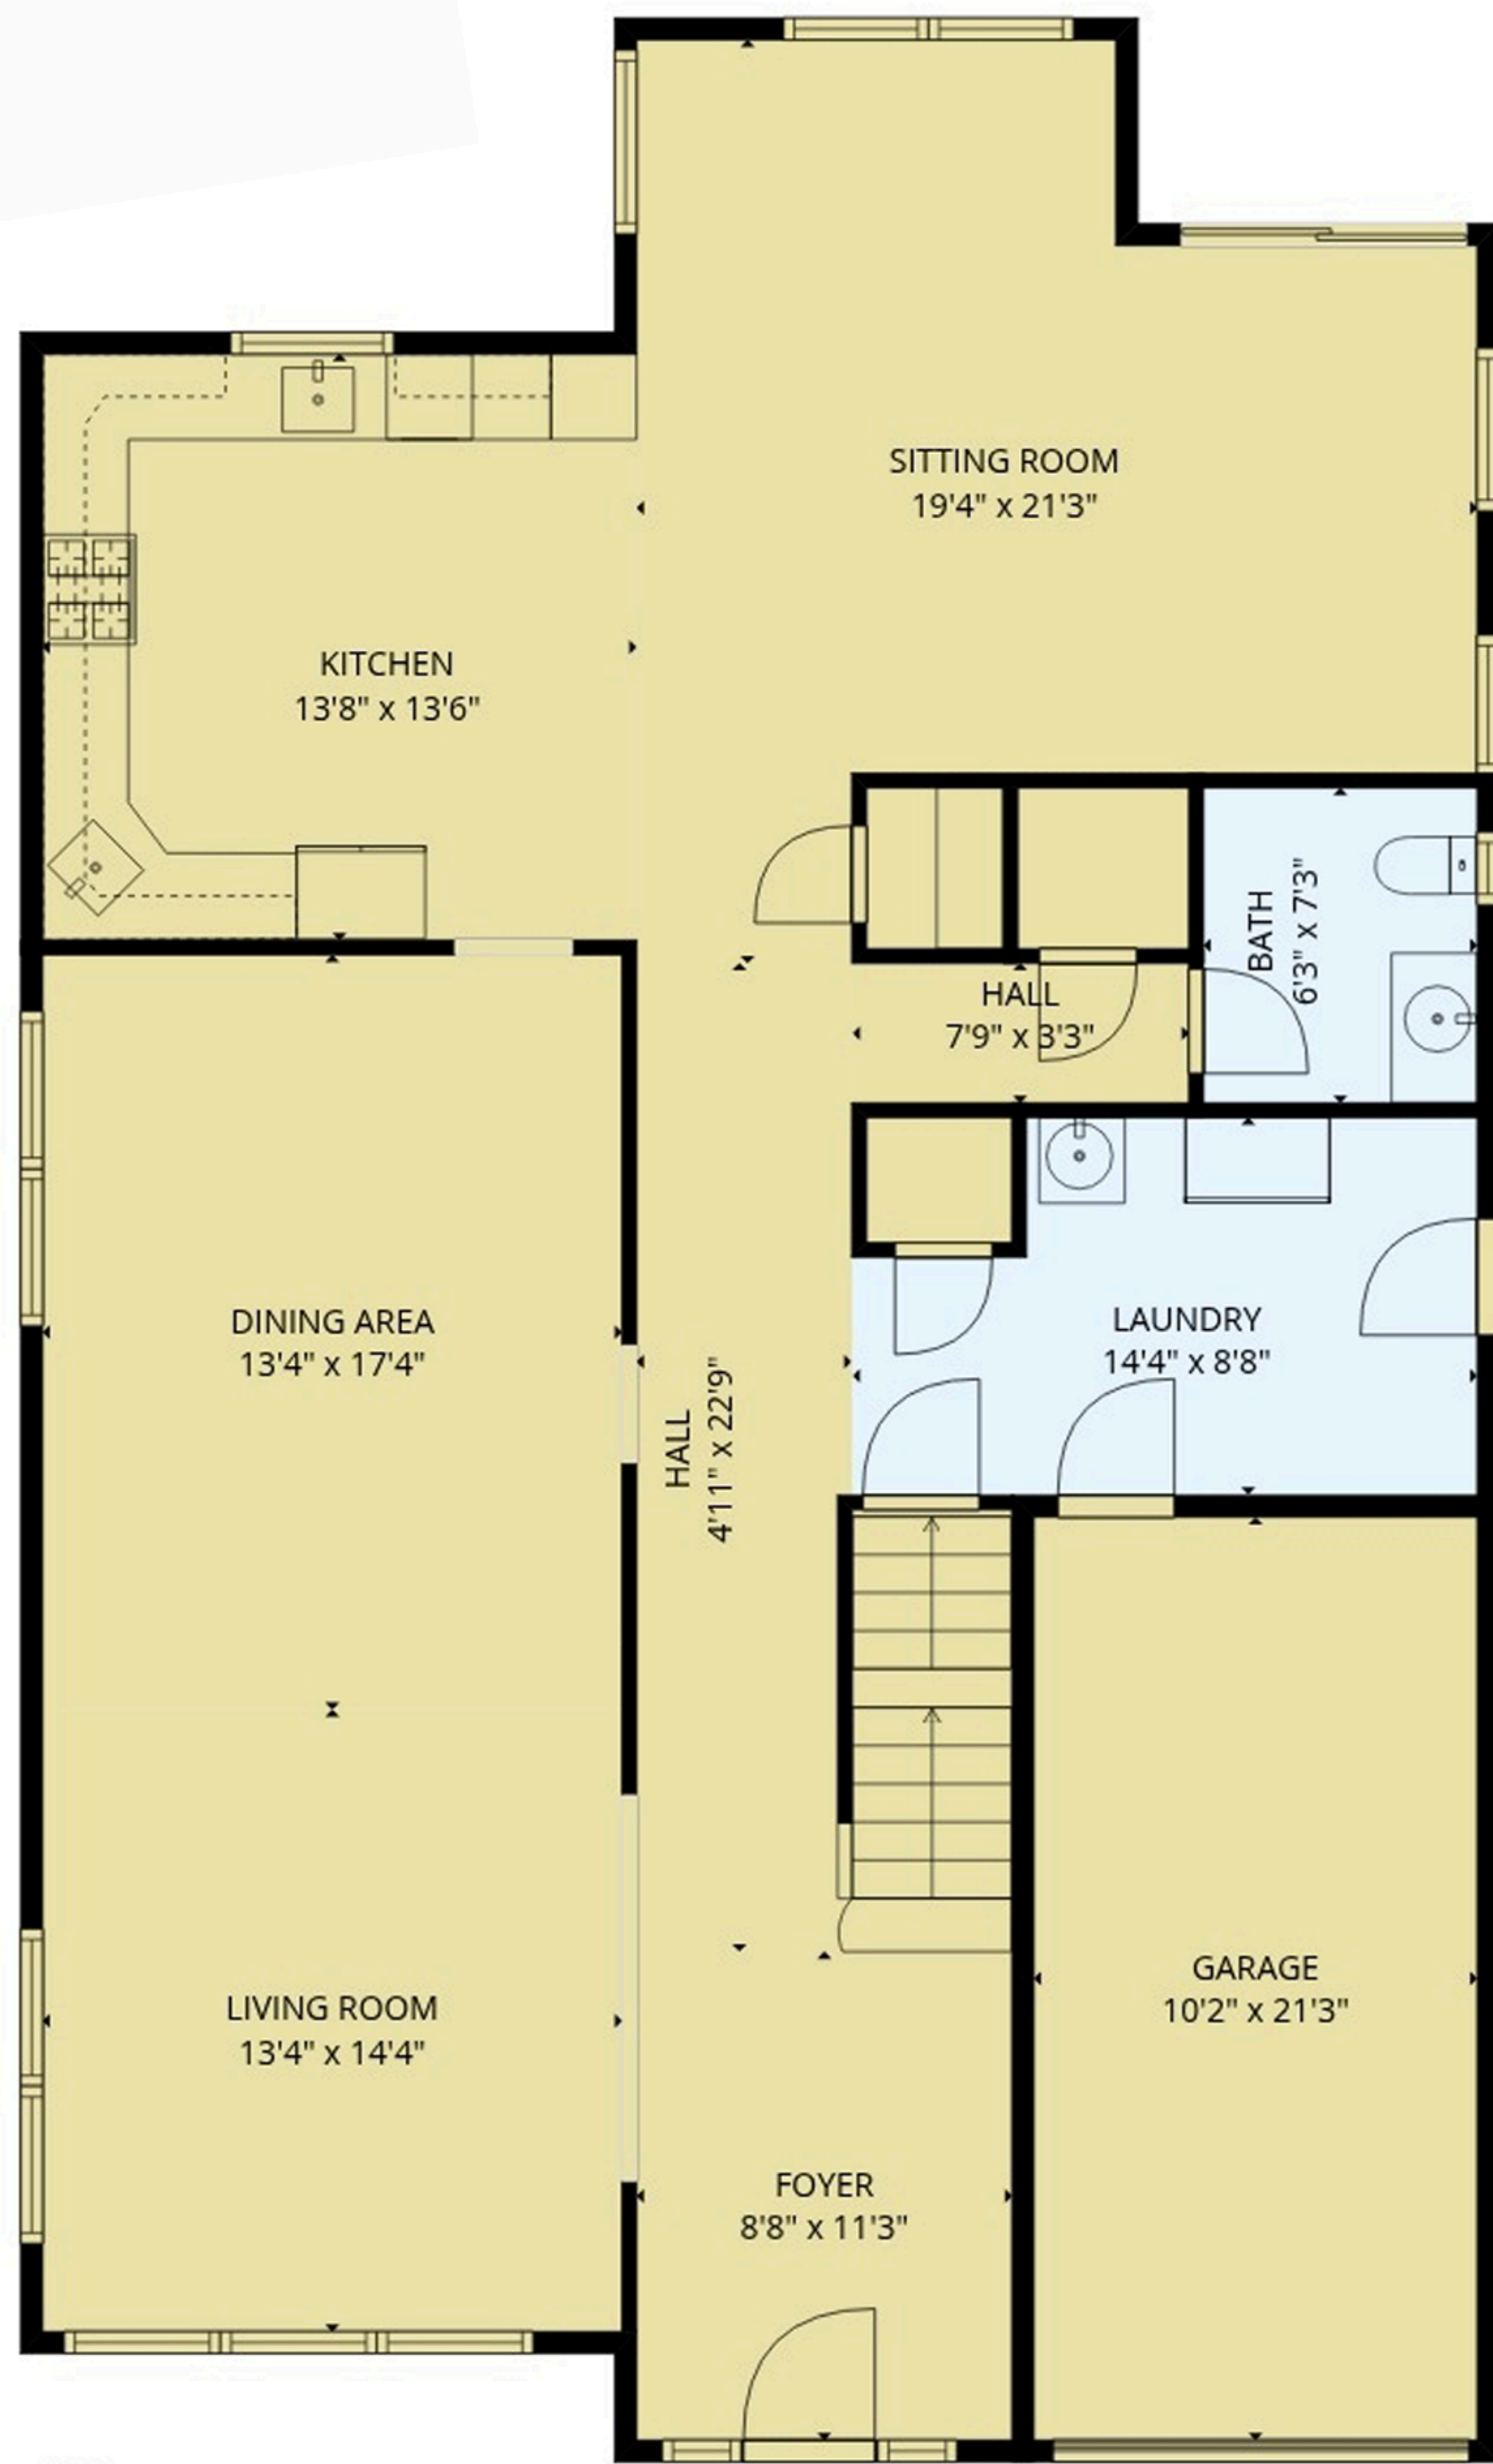 SITTING ROOM
19'4" x 21'3"
KITCHEN
13'8" x 13'6"
BATH
6'3" x 7'3"
HALL
7'9" x 3'3"
DINING AREA
13'4" x 17'4"
HALL
4'11" x 22'9"
LAUNDRY
14'4" x 8'8"
LIVING ROOM
13'4" x 14'4"
GARAGE
10'2" x 21'3"
FOYER
8'8" x 11'3"